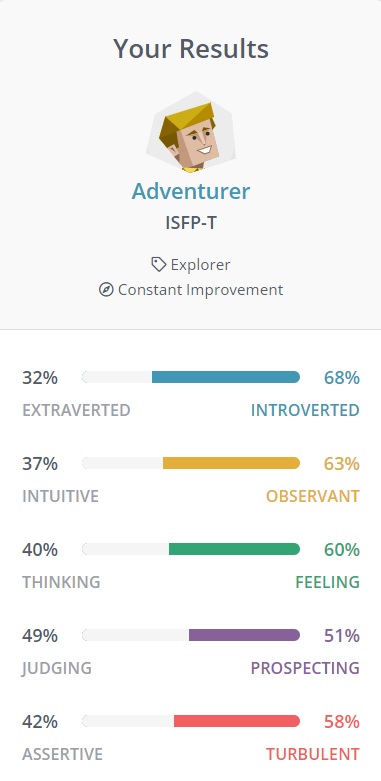 Your Results
Adventurer
ISFP-T
Explorer
Constant Improvement
32% 68%
EXTRAVERTED INTROVERTED
37% 63%
INTUITIVE OBSERVANT
40% 60%
THINKING FEELING
49% 51%
JUDGING PROSPECTING
42% 58%
ASSERTIVE TURBULENT